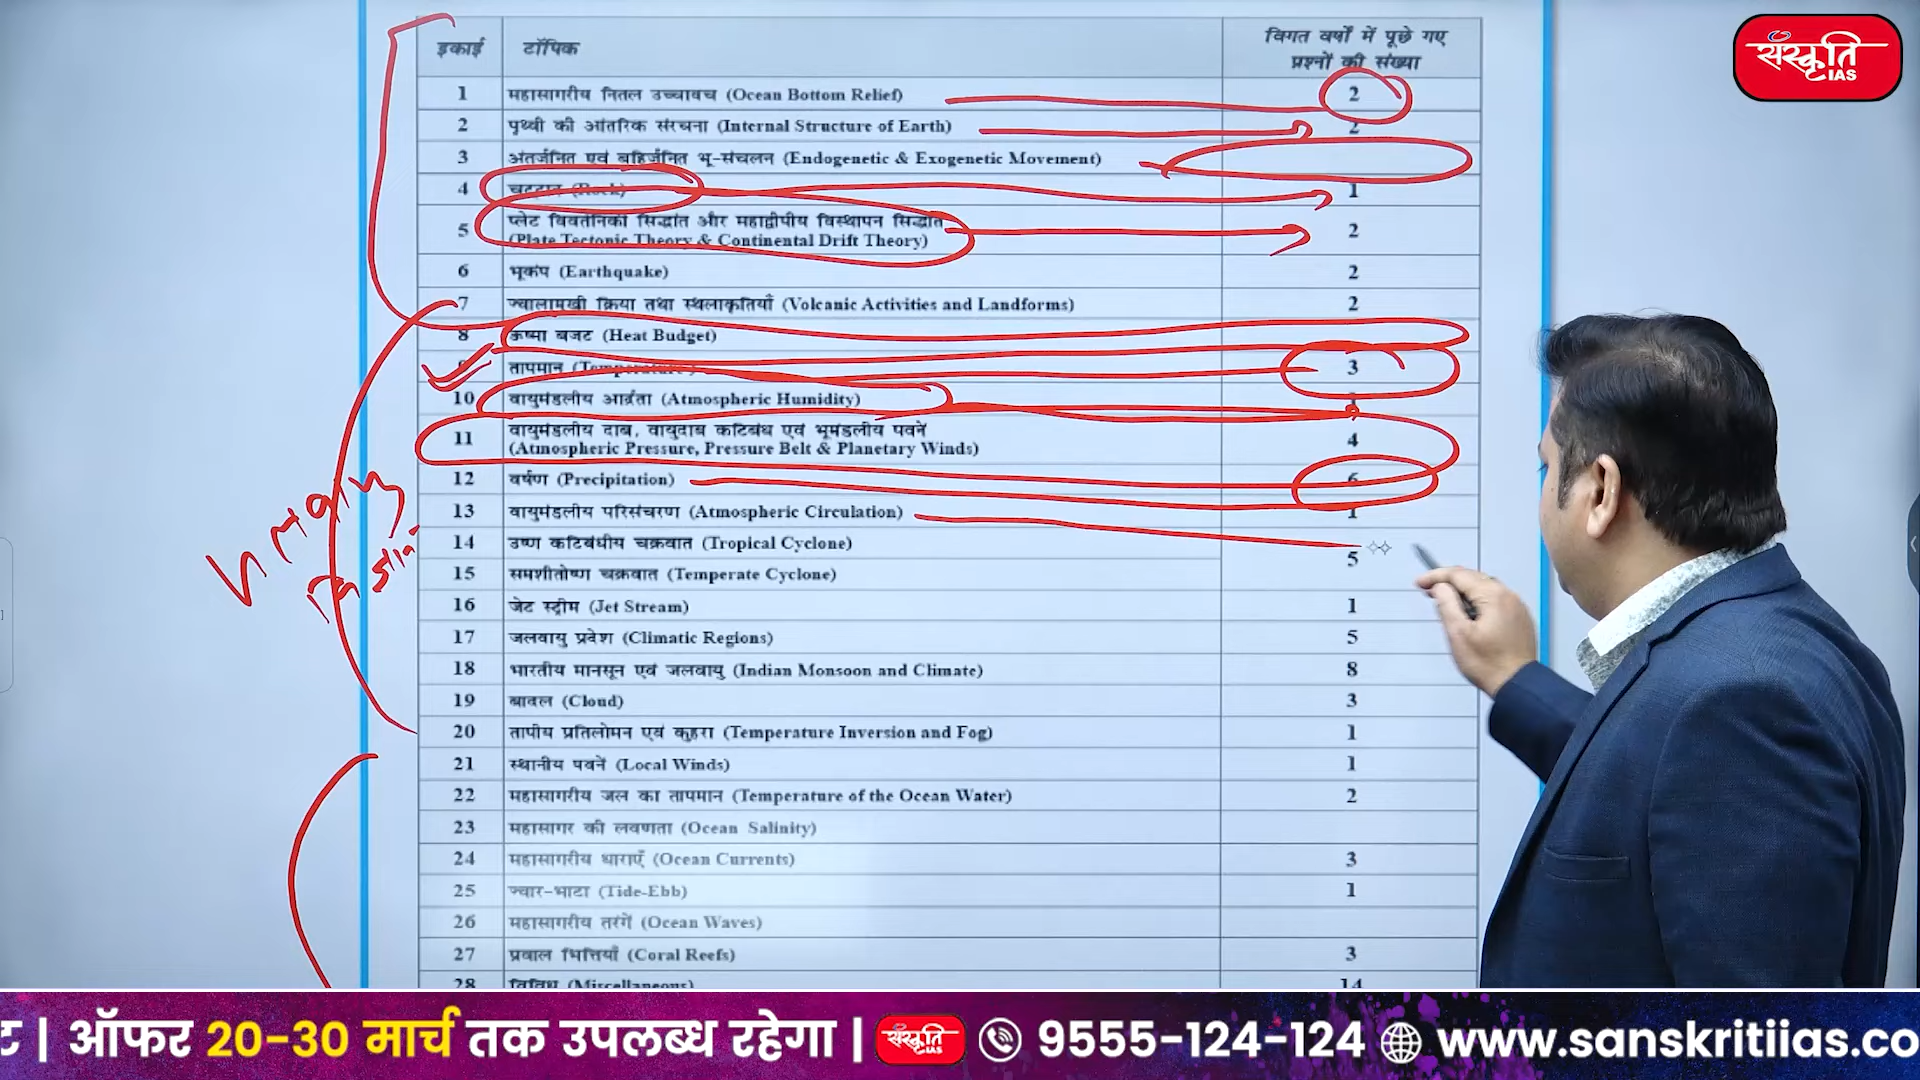 संस्कृति
IAS
इकाई टॉपिक विगत वर्षों में पूछे गए
प्रश्नों की संख्या
1 महासागरीय नितल उच्चावच (Ocean Bottom Relief) 2
2 पृथ्वी की आंतरिक संरचना (Internal Structure of Earth) 2
3 अंतर्जनित एवं बहिर्जनित भू-संचलन (Endogenetic & Exogenetic Movement)
4 चट्टान (Rock) 1
5 प्लेट विवर्तनिकी सिद्धांत और महाद्वीपीय विस्थापन सिद्धांत
(Plate Tectonic Theory & Continental Drift Theory) 2
6 भूकंप (Earthquake) 2
7 ज्वालामुखी क्रिया तथा स्थलाकृतियाँ (Volcanic Activities and Landforms) 2
8 ऊष्मा बजट (Heat Budget)
तापमान (Temperature) 3
10 वायुमंडलीय आर्द्रता (Atmospheric Humidity)
11 वायुमंडलीय दाब, वायुदाब कटिबंध एवं भूमंडलीय पवनें
(Atmospheric Pressure, Pressure Belt & Planetary Winds) 4
12 वर्षण (Precipitation) 6
13 वायुमंडलीय परिसंचरण (Atmospheric Circulation) 1
14 उष्ण कटिबंधीय चक्रवात (Tropical Cyclone)
5
15 समशीतोष्ण चक्रवात (Temperate Cyclone)
16 जेट स्ट्रीम (Jet Stream) 1
17 जलवायु प्रदेश (Climatic Regions) 5
18 भारतीय मानसून एवं जलवायु (Indian Monsoon and Climate) 8
19 बादल (Cloud) 3
20 तापीय प्रतिलोमन एवं कुहरा (Temperature Inversion and Fog) 1
21 स्थानीय पवनें (Local Winds) 1
22 महासागरीय जल का तापमान (Temperature of the Ocean Water) 2
23 महासागर की लवणता (Ocean Salinity)
24 महासागरीय धाराएँ (Ocean Currents) 3
25 ज्वार-भाटा (Tide-Ebb) 1
26 महासागरीय तरंगें (Ocean Waves)
27 प्रवाल भित्तियाँ (Coral Reefs) 3
28 विविध (Miscellaneous) 14
| ऑफर 20-30 मार्च तक उपलब्ध रहेगा | संस्कृति IAS 9555-124-124 www.sanskritiias.co